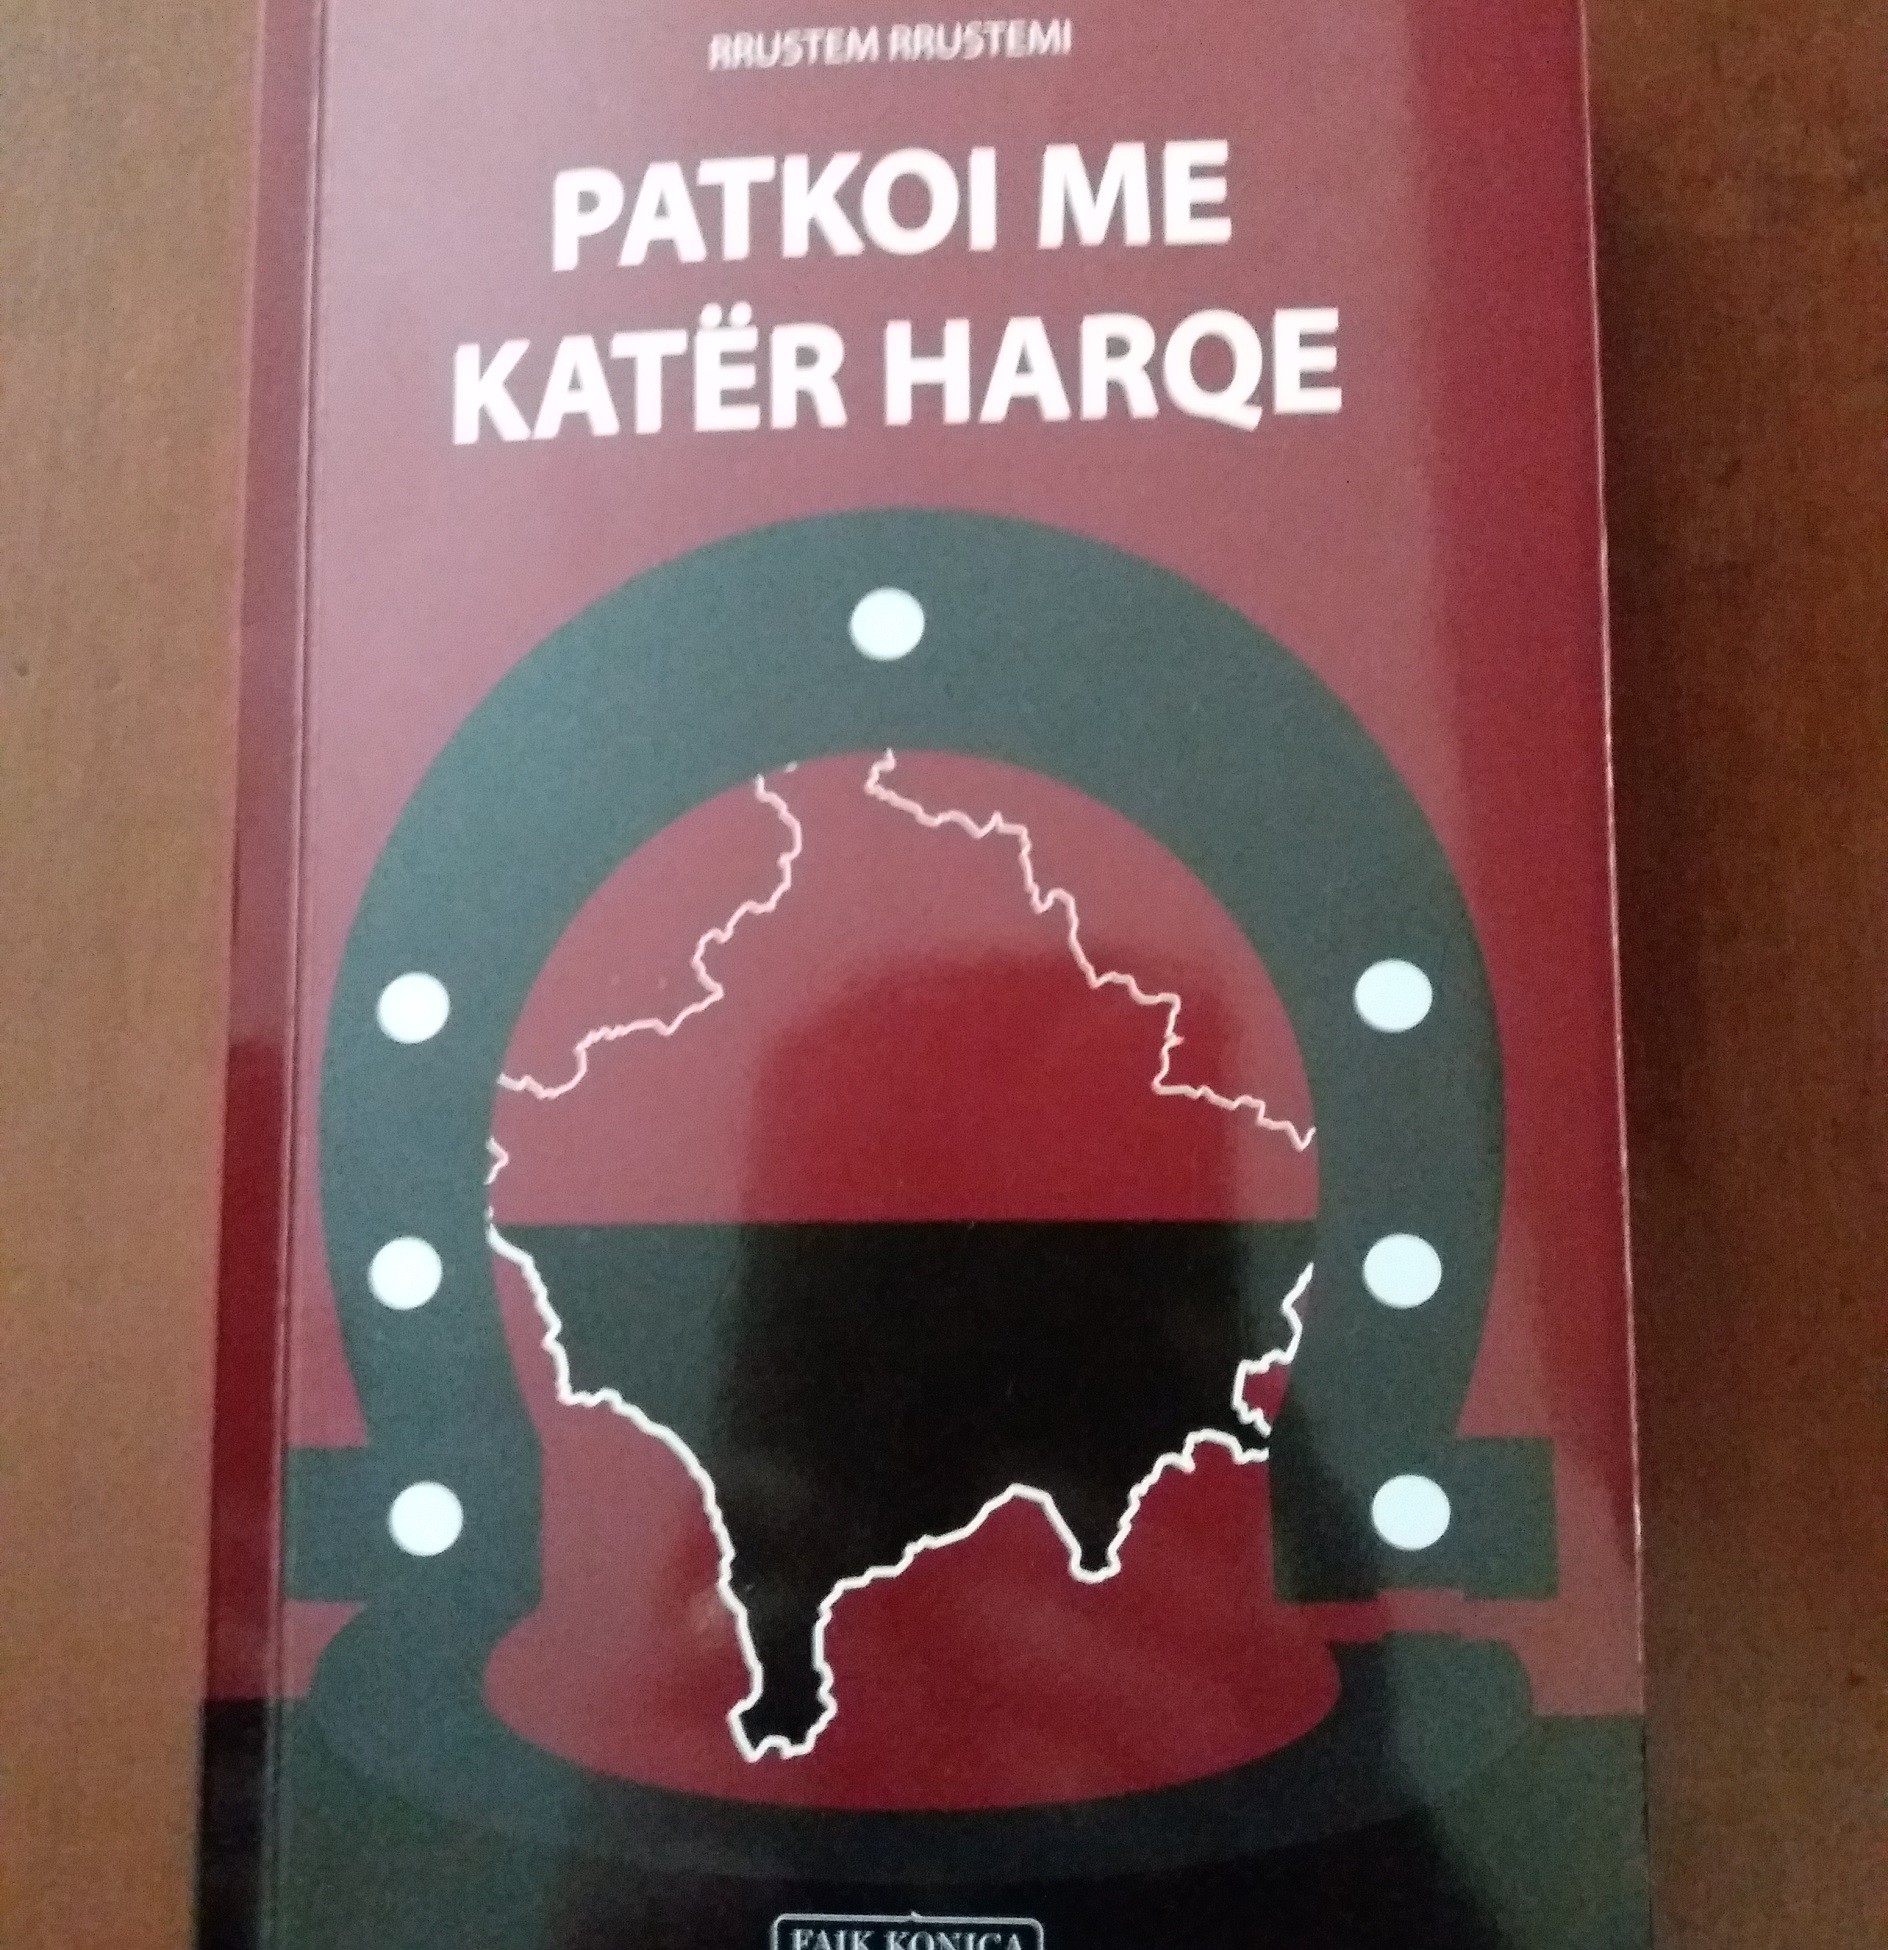 RRUSTEM RRUSTEMI
PATKOI ME
KATËR HARQE
FAIK KONICA